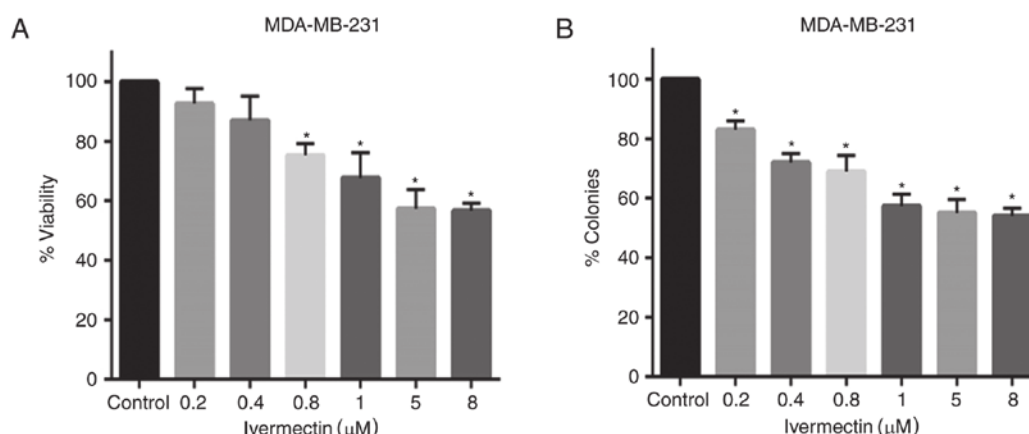 A
MDA-MB-231
% Viability
100
80
60
40
20
0
* * * *
Control 0.2 0.4 0.8 1 5 8
Ivermectin (μM)
B
MDA-MB-231
% Colonies
100
80
60
40
20
0
* * * * * *
Control 0.2 0.4 0.8 1 5 8
Ivermectin (μM)